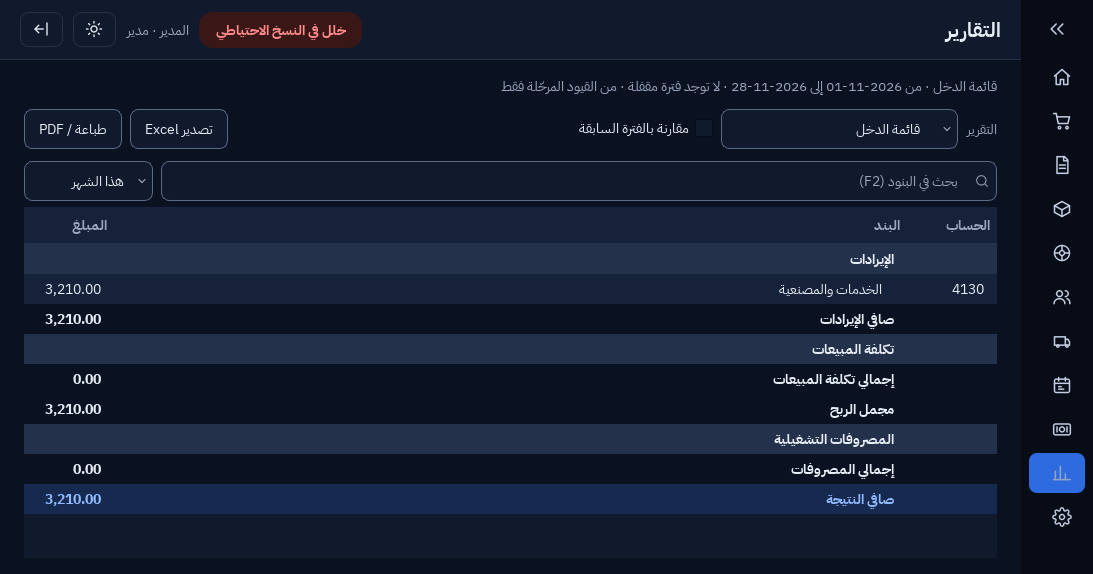 التقارير
خلل في النسخ الاحتياطي
المدير · مدير
قائمة الدخل · من 2026-11-01 إلى 2026-11-28 · لا توجد فترة مقفلة · من القيود المرحّلة فقط
التقرير
قائمة الدخل
مقارنة بالفترة السابقة
تصدير Excel
طباعة / PDF
بحث في البنود (F2)
هذا الشهر
الحساب البند المبلغ
الإيرادات
4130 الخدمات والمصنعية 3,210.00
صافي الإيرادات 3,210.00
تكلفة المبيعات
إجمالي تكلفة المبيعات 0.00
مجمل الربح 3,210.00
المصروفات التشغيلية
إجمالي المصروفات 0.00
صافي النتيجة 3,210.00